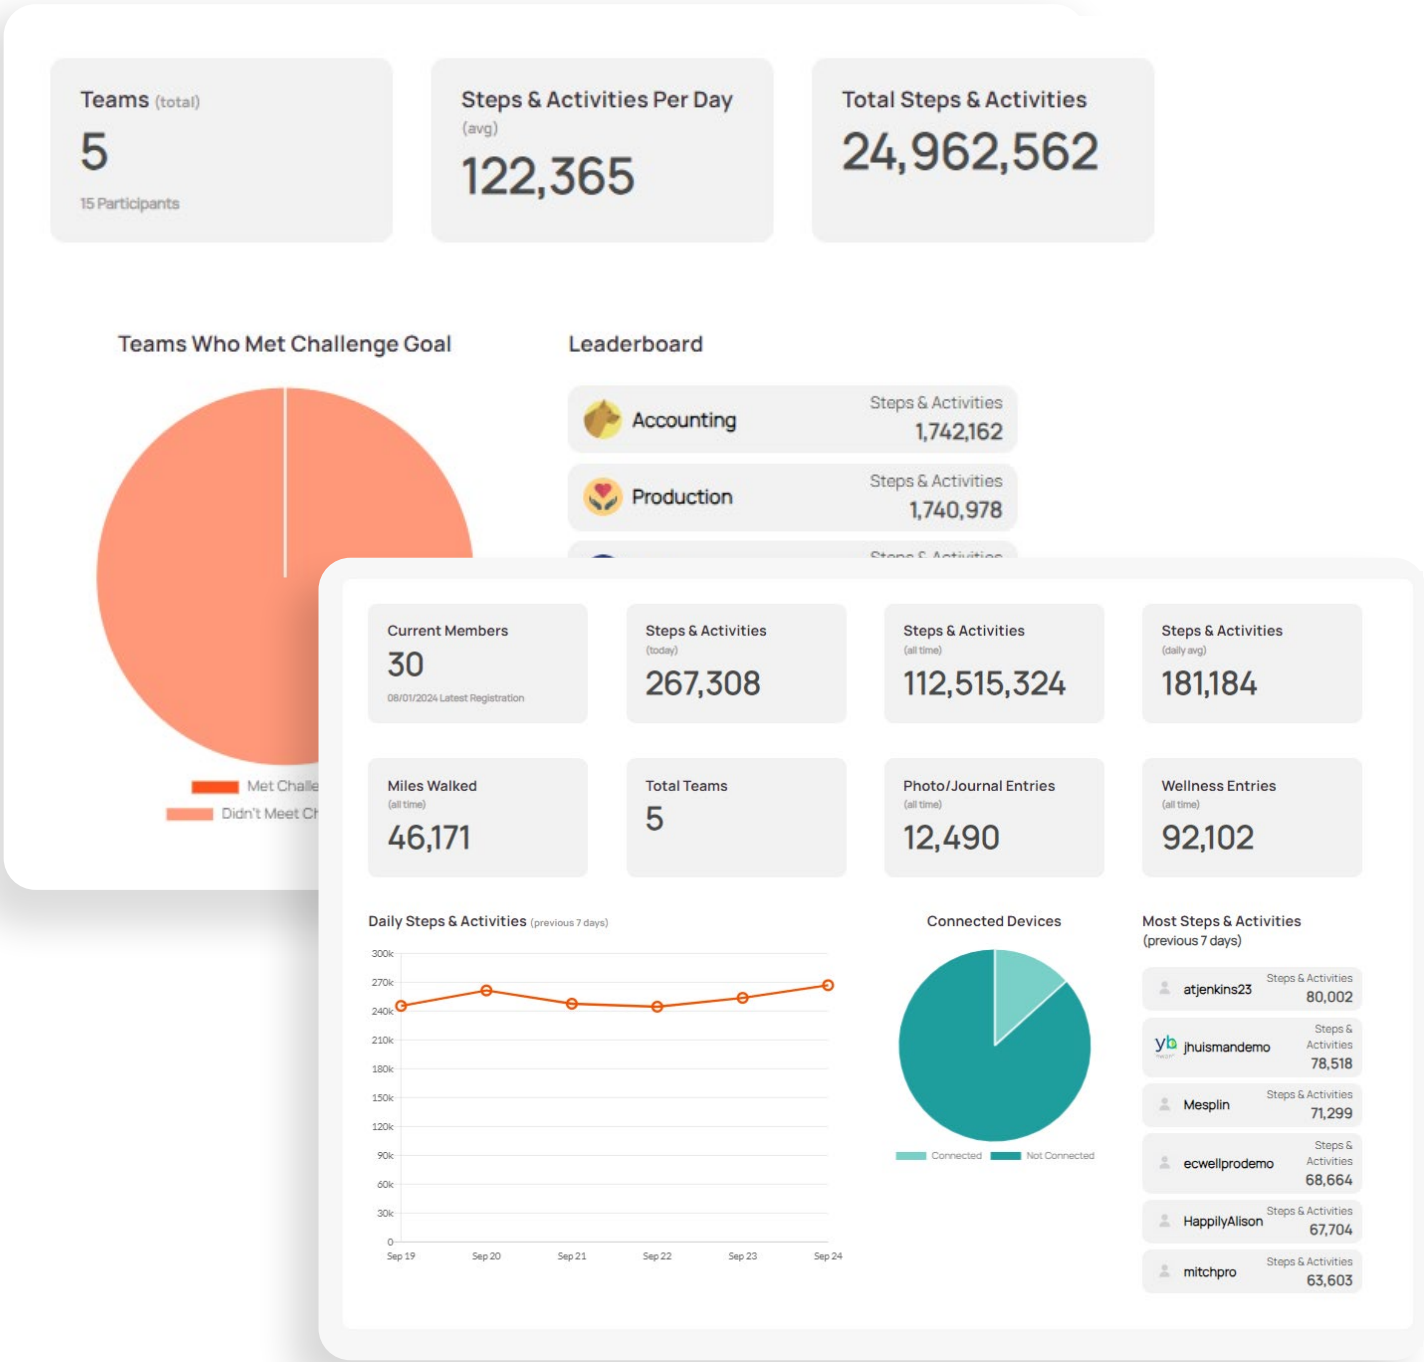 Teams (total)
5
15 Participants
Steps & Activities Per Day
(avg)
122,365
Total Steps & Activities
24,962,562
Teams Who Met Challenge Goal
Met Challe
Didn't Meet Ch
Leaderboard
Accounting
Steps & Activities
1,742,162
Production
Steps & Activities
1,740,978
Steps & Activities
Current Members
30
08/01/2024 Latest Registration
Steps & Activities
(today)
267,308
Steps & Activities
(all time)
112,515,324
Steps & Activities
(daily avg)
181,184
Miles Walked
(all time)
46,171
Total Teams
5
Photo/Journal Entries
(all time)
12,490
Wellness Entries
(all time)
92,102
Daily Steps & Activities (previous 7 days)
300k
270k
240k
210k
180k
150k
120k
90k
60k
30k
0
Sep 19 Sep 20 Sep 21 Sep 22 Sep 23 Sep 24
Connected Devices
Connected Not Connected
Most Steps & Activities
(previous 7 days)
atjenkins23
Steps & Activities
80,002
yb
jhuismandemo
Steps &
Activities
78,518
Mesplin
Steps & Activities
71,299
ecwellprodemo
Steps &
Activities
68,664
HappilyAlison
Steps & Activities
67,704
mitchpro
Steps & Activities
63,603